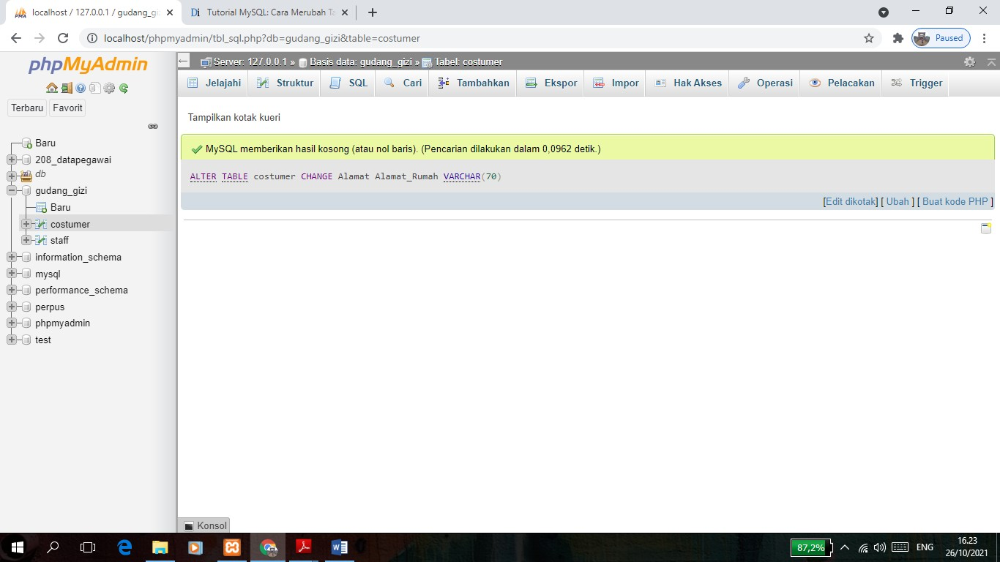 localhost / 127.0.0.1 / gudang_gi
Tutorial MySQL: Cara Merubah Ta
localhost/phpmyadmin/tbl_sql.php?db=gudang_gizi&table=costumer
Paused
phpMyAdmin
Terbaru
Favorit
Baru
208_datapegawai
db
gudang_gizi
Baru
costumer
staff
information_schema
mysql
performance_schema
perpus
phpmyadmin
test
Server: 127.0.0.1 » Basis data: gudang_gizi » Tabel: costumer
Jelajahi Struktur SQL Cari Tambahkan Ekspor Impor Hak Akses Operasi Pelacakan Trigger
Tampilkan kotak kueri
MySQL memberikan hasil kosong (atau nol baris). (Pencarian dilakukan dalam 0,0962 detik.)
ALTER TABLE costumer CHANGE Alamat Alamat_Rumah VARCHAR(70)
[Edit dikotak] [ Ubah ] [ Buat kode PHP ]
Konsol
87,2%
ENG
16.23
26/10/2021